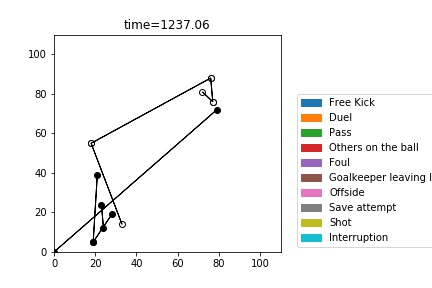 time=1237.06
100
80
60
40
20
0
0 20 40 60 80 100
Free Kick
Duel
Pass
Others on the ball
Foul
Goalkeeper leaving l
Offside
Save attempt
Shot
Interruption